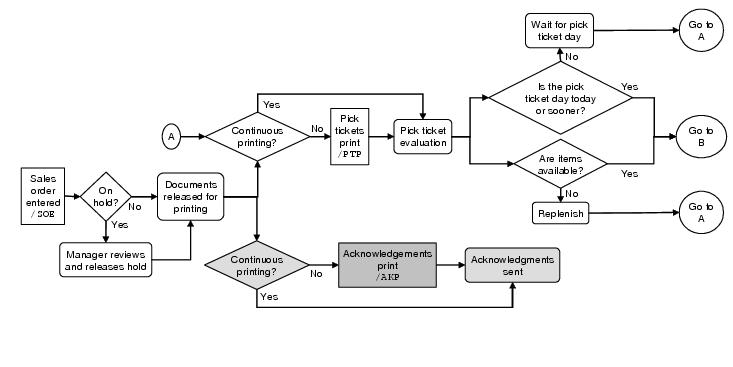 Wait for pick
ticket day
Go to
A
No
Is the pick
ticket day today
or sooner?
Yes
Yes
A
Continuous
printing?
No
Pick
tickets
print
/PTP
Pick ticket
evaluation
Go to
B
Are items
available?
Yes
No
Replenish
Go to
A
Sales
order
entered
/SOE
On
hold?
No
Yes
Documents
released for
printing
Manager reviews
and releases hold
Continuous
printing?
No
Yes
Acknowledgements
print
/AKP
Acknowledgments
sent